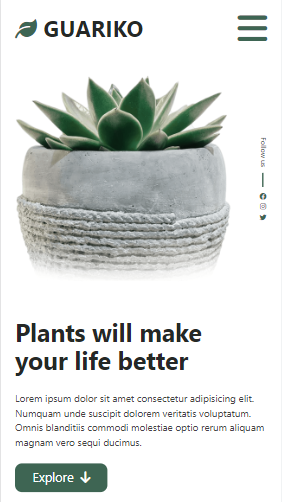 GUARIKO
Follow us
Plants will make
your life better
Lorem ipsum dolor sit amet consectetur adipisicing elit.
Numquam unde suscipit dolorem veritatis voluptatum.
Omnis blanditiis commodi molestiae optio rerum aliquam
magnam vero sequi ducimus.
Explore